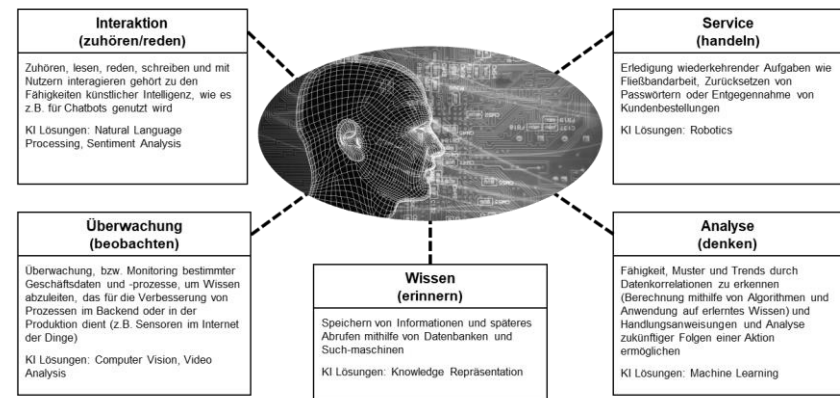 Interaktion
(zuhören/reden)
Zuhören, lesen, reden, schreiben und mit
Nutzern interagieren gehört zu den
Fähigkeiten künstlicher Intelligenz, wie es
z.B. für Chatbots genutzt wird
KI Lösungen: Natural Language
Processing, Sentiment Analysis
Service
(handeln)
Erledigung wiederkehrender Aufgaben wie
Fließbandarbeit, Zurücksetzen von
Passwörtern oder Entgegennahme von
Kundenbestellungen
KI Lösungen: Robotics
Überwachung
(beobachten)
Überwachung, bzw. Monitoring bestimmter
Geschäftsdaten und -prozesse, um Wissen
abzuleiten, das für die Verbesserung von
Prozessen im Backend oder in der
Produktion dient (z.B. Sensoren im Internet
der Dinge)
KI Lösungen: Computer Vision, Video
Analysis
Wissen
(erinnern)
Speichern von Informationen und späteres
Abrufen mithilfe von Datenbanken und
Such-maschinen
KI Lösungen: Knowledge Repräsentation
Analyse
(denken)
Fähigkeit, Muster und Trends durch
Datenkorrelationen zu erkennen
(Berechnung mithilfe von Algorithmen und
Anwendung auf erlerntes Wissen) und
Handlungsanweisungen und Analyse
zukünftiger Folgen einer Aktion
ermöglichen
KI Lösungen: Machine Learning